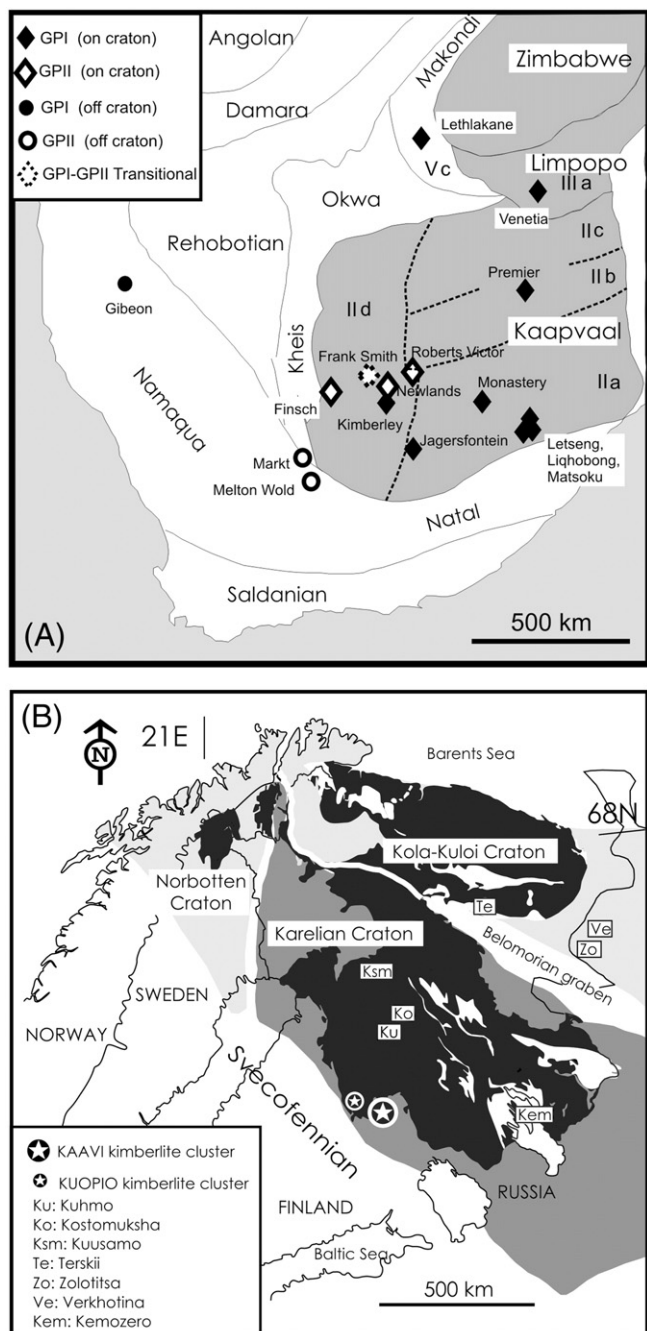 GPI (on craton)
GPII (on craton)
GPI (off craton)
GPII (off craton)
GPI-GPII Transitional
Angolan
Damara
Makondi
Zimbabwe
Lethlakane
Vc
Limpopo
IIIa
Okwa
Venetia
Rehobotian
IIc
Premier
IIb
Gibeon
IId
Kaapvaal
Kheis
Frank Smith
Roberts Victor
Newlands
Monastery
IIa
Finsch
Kimberley
Namaqua
Jagersfontein
Letseng,
Liqhobong,
Matsoku
Markt
Melton Wold
Natal
Saldanian
(A)
500 km
(B)
N
21E
Barents Sea
68N
Kola-Kuloi Craton
Norbotten
Craton
Te
Ve
Zo
Karelian Craton
Belomorian graben
Ksm
SWEDEN
NORWAY
Ko
Ku
Svecofennian
Kem
KAAVI kimberlite cluster
KUOPIO kimberlite cluster
Ku: Kuhmo
Ko: Kostomuksha
Ksm: Kuusamo
Te: Terskii
Zo: Zolotitsa
Ve: Verkhotina
Kem: Kemozero
RUSSIA
FINLAND
Baltic Sea
500 km